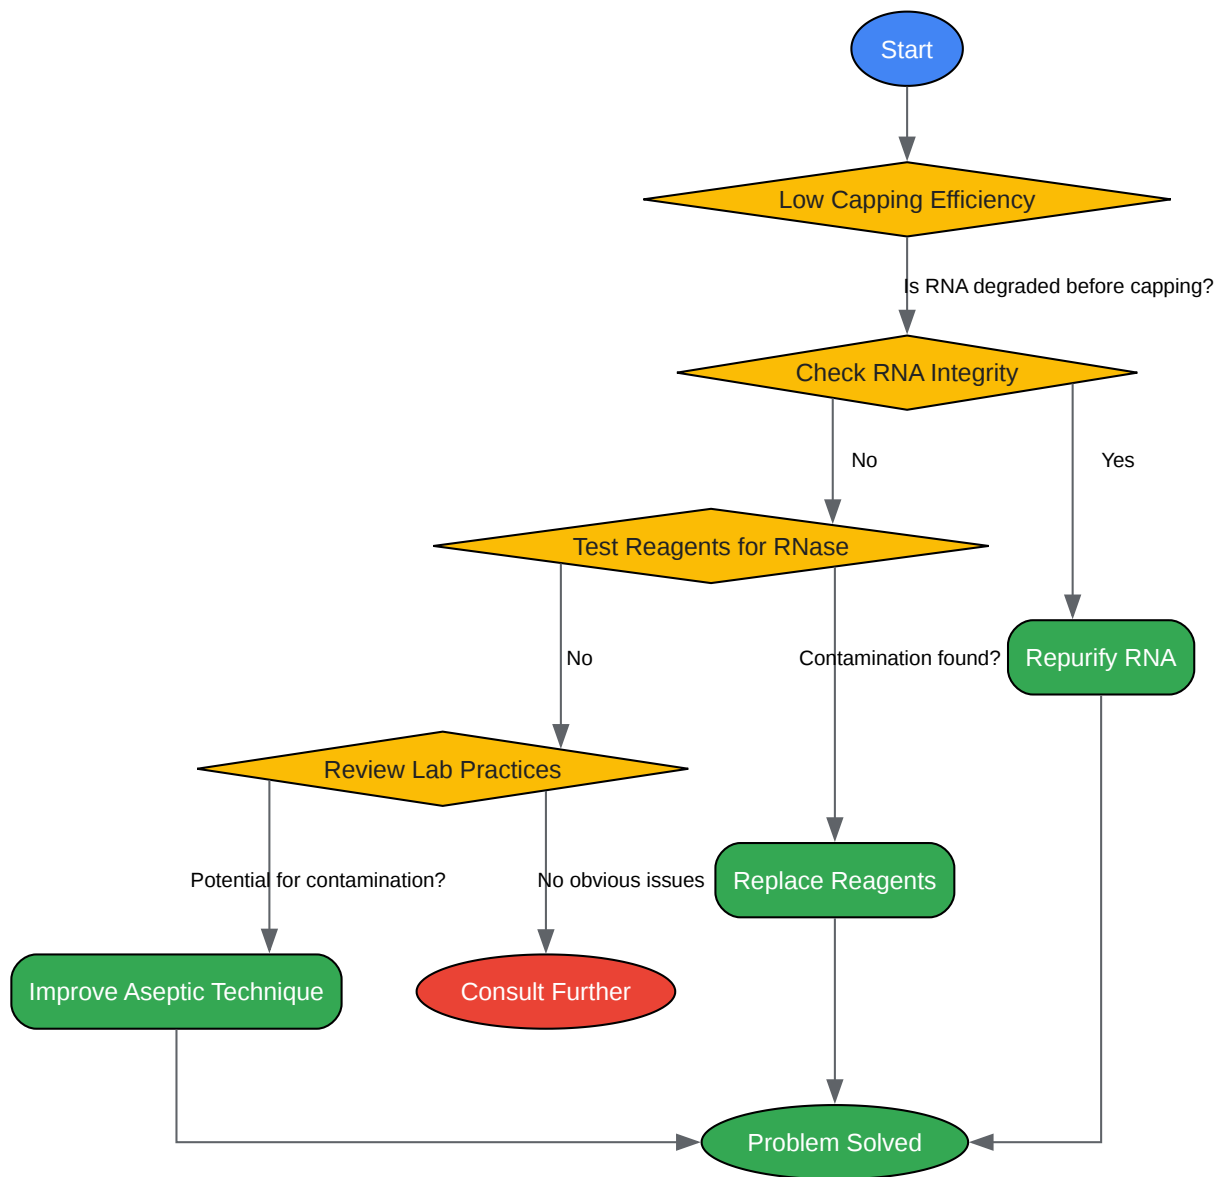 Start
Low Capping Efficiency
Is RNA degraded before capping?
Check RNA Integrity
No
Yes
Test Reagents for RNase
No
Contamination found?
Repurify RNA
Review Lab Practices
Potential for contamination?
No obvious issues
Replace Reagents
Improve Aseptic Technique
Consult Further
Problem Solved